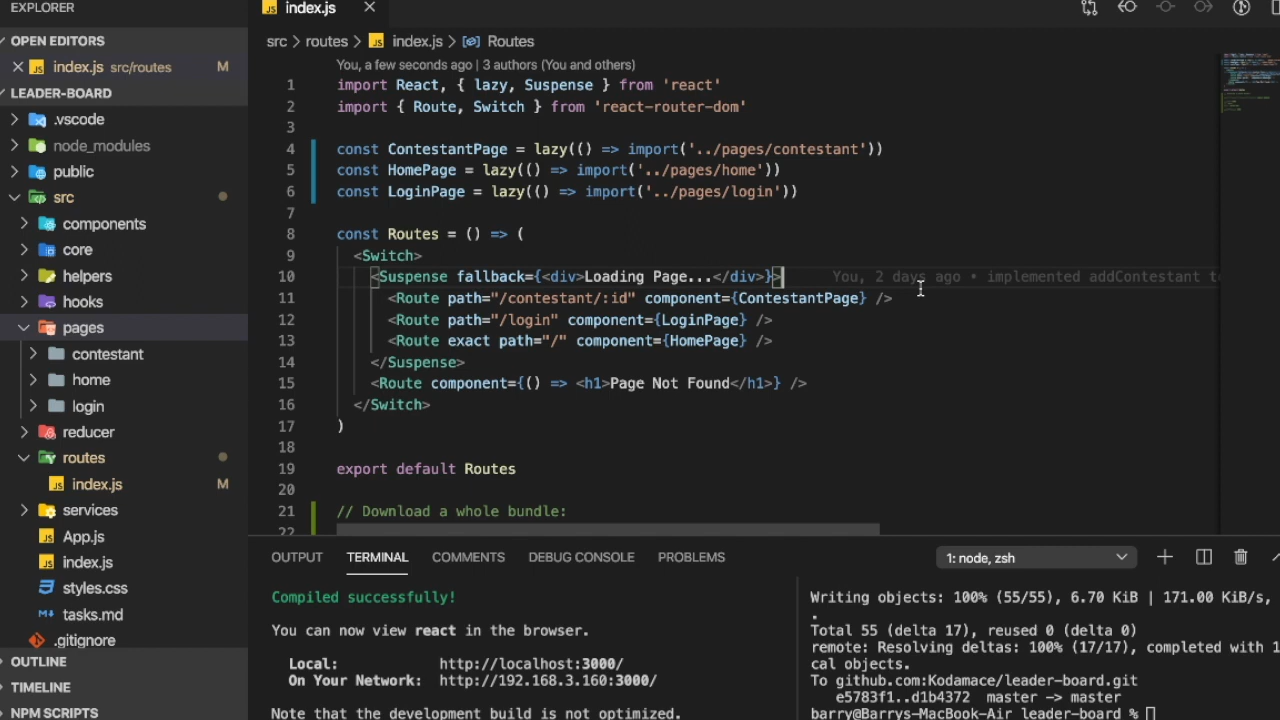 EXPLORER
OPEN EDITORS
index.js src/routes M
LEADER-BOARD
.vscode
node_modules
public
src
components
core
helpers
hooks
pages
contestant
home
login
reducer
routes
index.js M
services
App.js
index.js
styles.css
tasks.md
.gitignore
OUTLINE
TIMELINE
NPM SCRIPTS
index.js
src > routes > index.js > Routes
You, a few seconds ago | 3 authors (You and others)
1 import React, { lazy, Suspense } from 'react'
2 import { Route, Switch } from 'react-router-dom'
3
4 const ContestantPage = lazy(() => import('../pages/contestant'))
5 const HomePage = lazy(() => import('../pages/home'))
6 const LoginPage = lazy(() => import('../pages/login'))
7
8 const Routes = () => (
9 <Switch>
10 <Suspense fallback={<div>Loading Page...</div>}> You, 2 days ago • implemented addContestant t
11 <Route path="/contestant/:id" component={ContestantPage} />
12 <Route path="/login" component={LoginPage} />
13 <Route exact path="/" component={HomePage} />
14 </Suspense>
15 <Route component={() => <h1>Page Not Found</h1>} />
16 </Switch>
17 )
18
19 export default Routes
20
21 // Download a whole bundle:
22
OUTPUT TERMINAL COMMENTS DEBUG CONSOLE PROBLEMS 1: node, zsh
Compiled successfully!
You can now view react in the browser.
Local: http://localhost:3000/
On Your Network: http://192.168.3.160:3000/
Note that the development build is not optimized.
Writing objects: 100% (55/55), 6.70 KiB | 171.00 KiB/s,
.
Total 55 (delta 17), reused 0 (delta 0)
remote: Resolving deltas: 100% (17/17), completed with 1
cal objects.
To github.com:Kodamace/leader-board.git
e5783f1..d1b4372 master -> master
barry@Barrys-MacBook-Air leader-board %